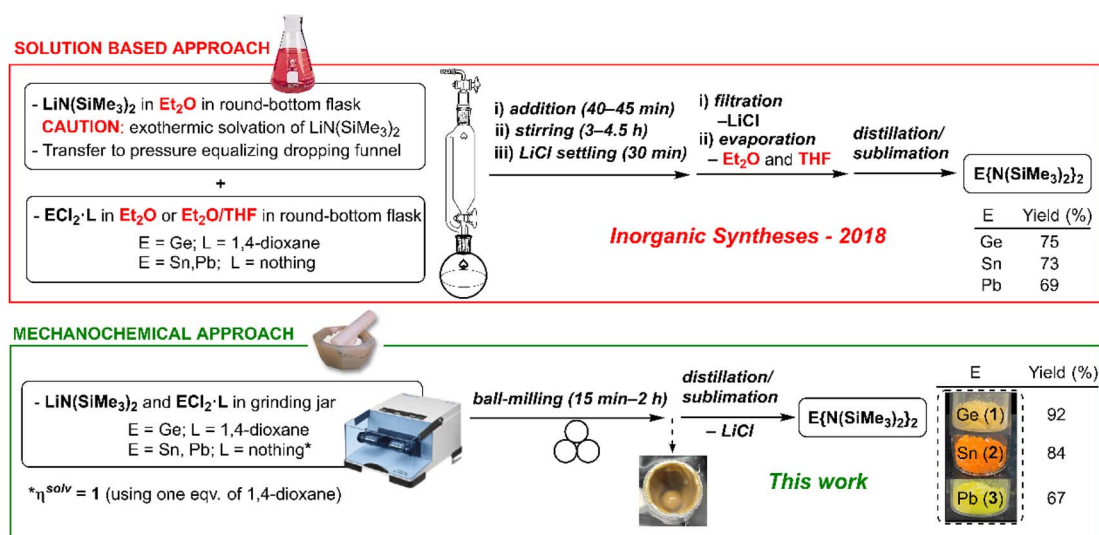 SOLUTION BASED APPROACH
- LiN(SiMe3)2 in Et2O in round-bottom flask
CAUTION: exothermic solvation of LiN(SiMe3)2
- Transfer to pressure equalizing dropping funnel
+
- ECl2·L in Et2O or Et2O/THF in round-bottom flask
E = Ge; L = 1,4-dioxane
E = Sn,Pb; L = nothing
i) addition (40–45 min)
ii) stirring (3–4.5 h)
iii) LiCl settling (30 min)
i) filtration
–LiCl
ii) evaporation
– Et2O and THF
distillation/
sublimation
E{N(SiMe3)2}2
E Yield (%)
Ge 75
Sn 73
Pb 69
Inorganic Syntheses - 2018
MECHANOCHEMICAL APPROACH
- LiN(SiMe3)2 and ECl2·L in grinding jar
E = Ge; L = 1,4-dioxane
E = Sn, Pb; L = nothing*
*ηsolv = 1 (using one eqv. of 1,4-dioxane)
ball-milling (15 min–2 h)
distillation/
sublimation
– LiCl
E{N(SiMe3)2}2
This work
E Yield (%)
Ge (1) 92
Sn (2) 84
Pb (3) 67